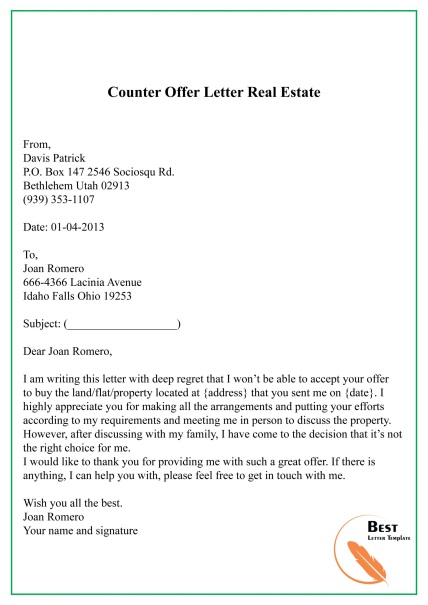 Counter Offer Letter Real Estate
From,
Davis Patrick
P.O. Box 147 2546 Sociosqu Rd.
Bethlehem Utah 02913
(939) 353-1107
Date: 01-04-2013
To,
Joan Romero
666-4366 Lacinia Avenue
Idaho Falls Ohio 19253
Subject: (____________________)
Dear Joan Romero,
I am writing this letter with deep regret that I won’t be able to accept your offer
to buy the land/flat/property located at {address} that you sent me on {date}. I
highly appreciate you for making all the arrangements and putting your efforts
according to my requirements and meeting me in person to discuss the property.
However, after discussing with my family, I have come to the decision that it’s not
the right choice for me.
I would like to thank you for providing me with such a great offer. If there is
anything, I can help you with, please feel free to get in touch with me.
Wish you all the best.
Joan Romero
Your name and signature
Best
Letter Template